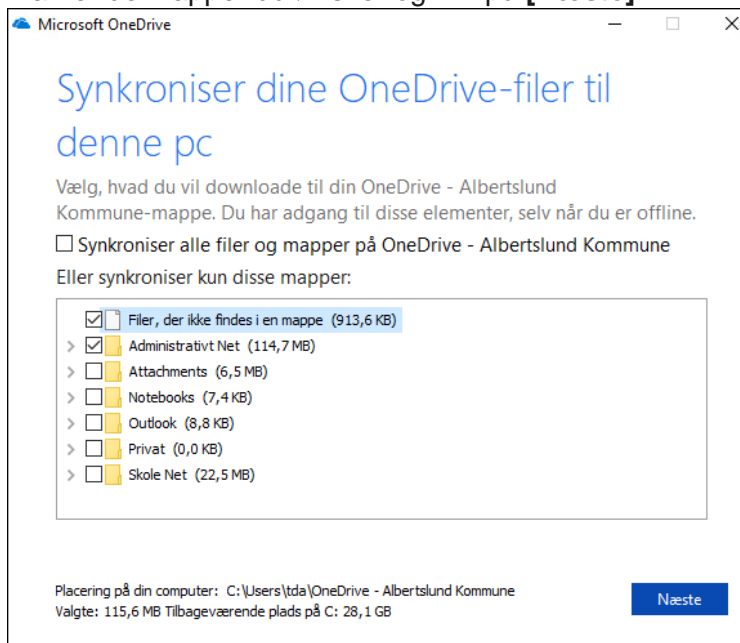 Microsoft OneDrive
Synkroniser dine OneDrive-filer til
denne pc
Vælg, hvad du vil downloade til din OneDrive - Albertslund
Kommune-mappe. Du har adgang til disse elementer, selv når du er offline.
Synkroniser alle filer og mapper på OneDrive - Albertslund Kommune
Eller synkroniser kun disse mapper:
Filer, der ikke findes i en mappe (913,6 KB)
Administrativt Net (114,7 MB)
Attachments (6,5 MB)
Notebooks (7,4 KB)
Outlook (8,8 KB)
Privat (0,0 KB)
Skole Net (22,5 MB)
Placering på din computer: C:\Users\tda\OneDrive - Albertslund Kommune
Valgte: 115,6 MB Tilbageværende plads på C: 28,1 GB
Næste